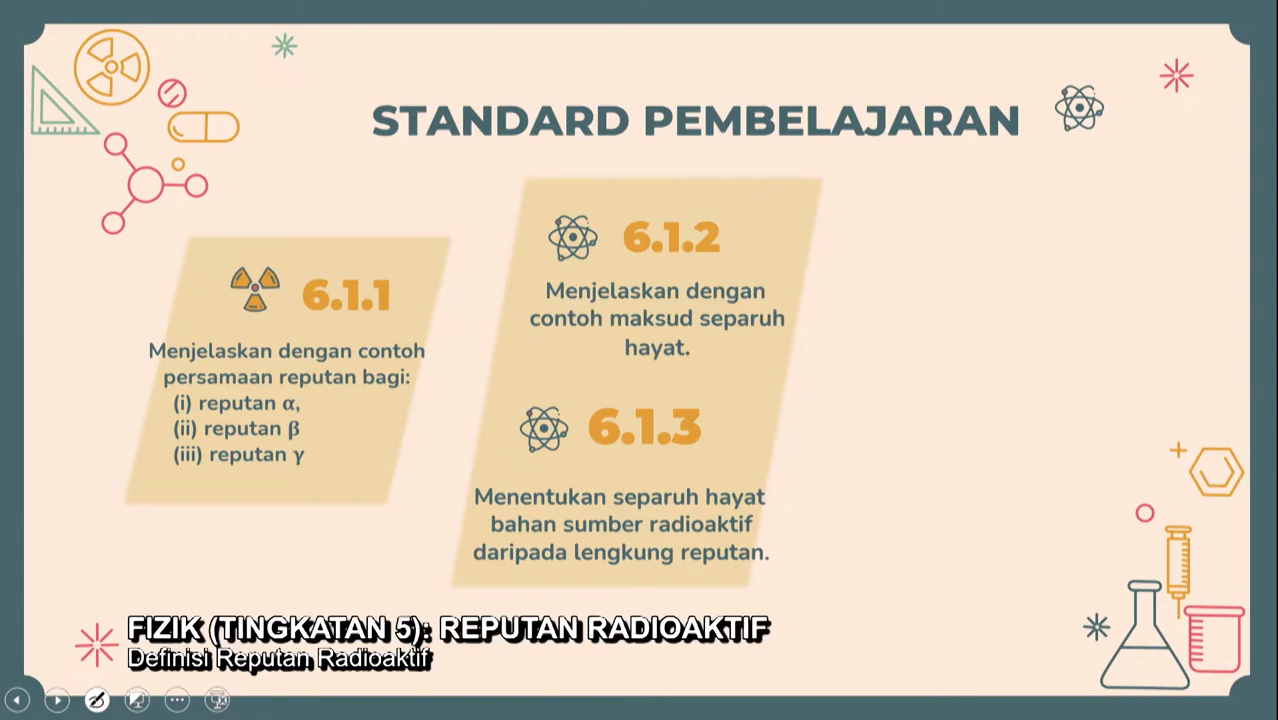 STANDARD PEMBELAJARAN
6.1.1
Menjelaskan dengan contoh
persamaan reputan bagi:
(i) reputan α,
(ii) reputan β
(iii) reputan γ
6.1.2
Menjelaskan dengan
contoh maksud separuh
hayat.
6.1.3
Menentukan separuh hayat
bahan sumber radioaktif
daripada lengkung reputan.
FIZIK (TINGKATAN 5): REPUTAN RADIOAKTIF
Definisi Reputan Radioaktif